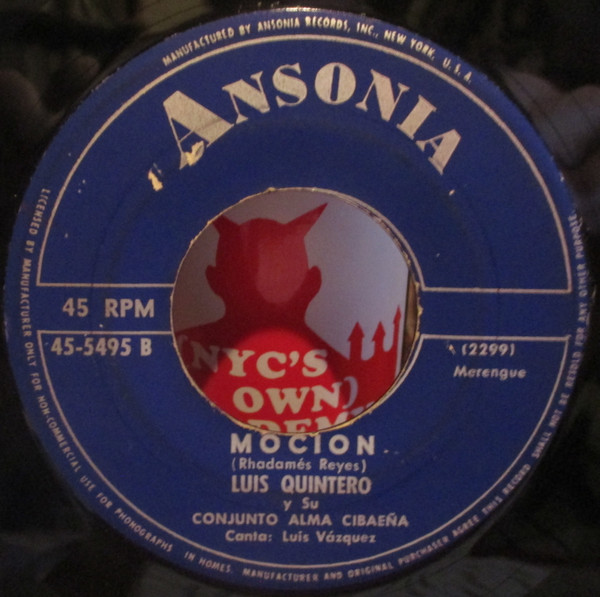 MANUFACTURED BY ANSONIA RECORDS, INC., NEW YORK, U.S.A.
ANSONIA
45 RPM
45-5495 B
(2299)
Merengue
(NYC'S
OWN)
MOCION
(Rhadamés Reyes)
LUIS QUINTERO
y Su
CONJUNTO ALMA CIBAEÑA
Canta: Luis Vázquez
LICENSED BY MANUFACTURER ONLY FOR NON-COMMERCIAL USE FOR PHONOGRAPHS IN HOMES. MANUFACTURER AND ORIGINAL PURCHASER AGREE THIS RECORD SHALL NOT BE RESOLD FOR ANY OTHER PURPOSE